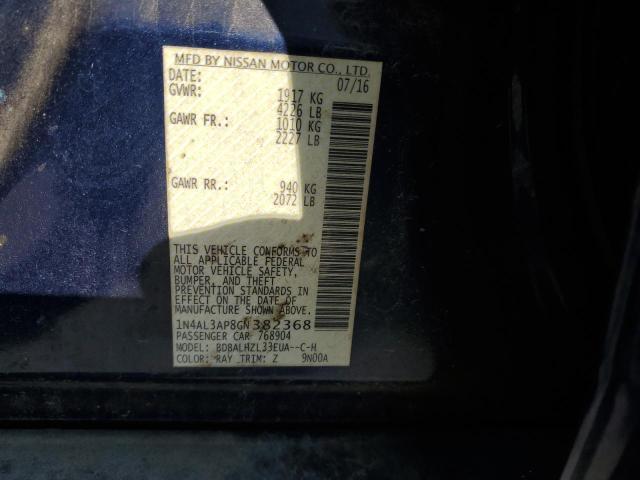 MFD BY NISSAN MOTOR CO., LTD.
DATE: 07/16
GVWR: 1917 KG
4226 LB
GAWR FR.: 1010 KG
2227 LB
GAWR RR.: 940 KG
2072 LB
THIS VEHICLE CONFORMS TO
ALL APPLICABLE FEDERAL
MOTOR VEHICLE SAFETY,
BUMPER, AND THEFT
PREVENTION STANDARDS IN
EFFECT ON THE DATE OF
MANUFACTURE SHOWN ABOVE.
1N4AL3AP8GN382368
PASSENGER CAR 768904
MODEL: BDBALHZL33EUA--C-H
COLOR: RAY TRIM: Z 9N00A